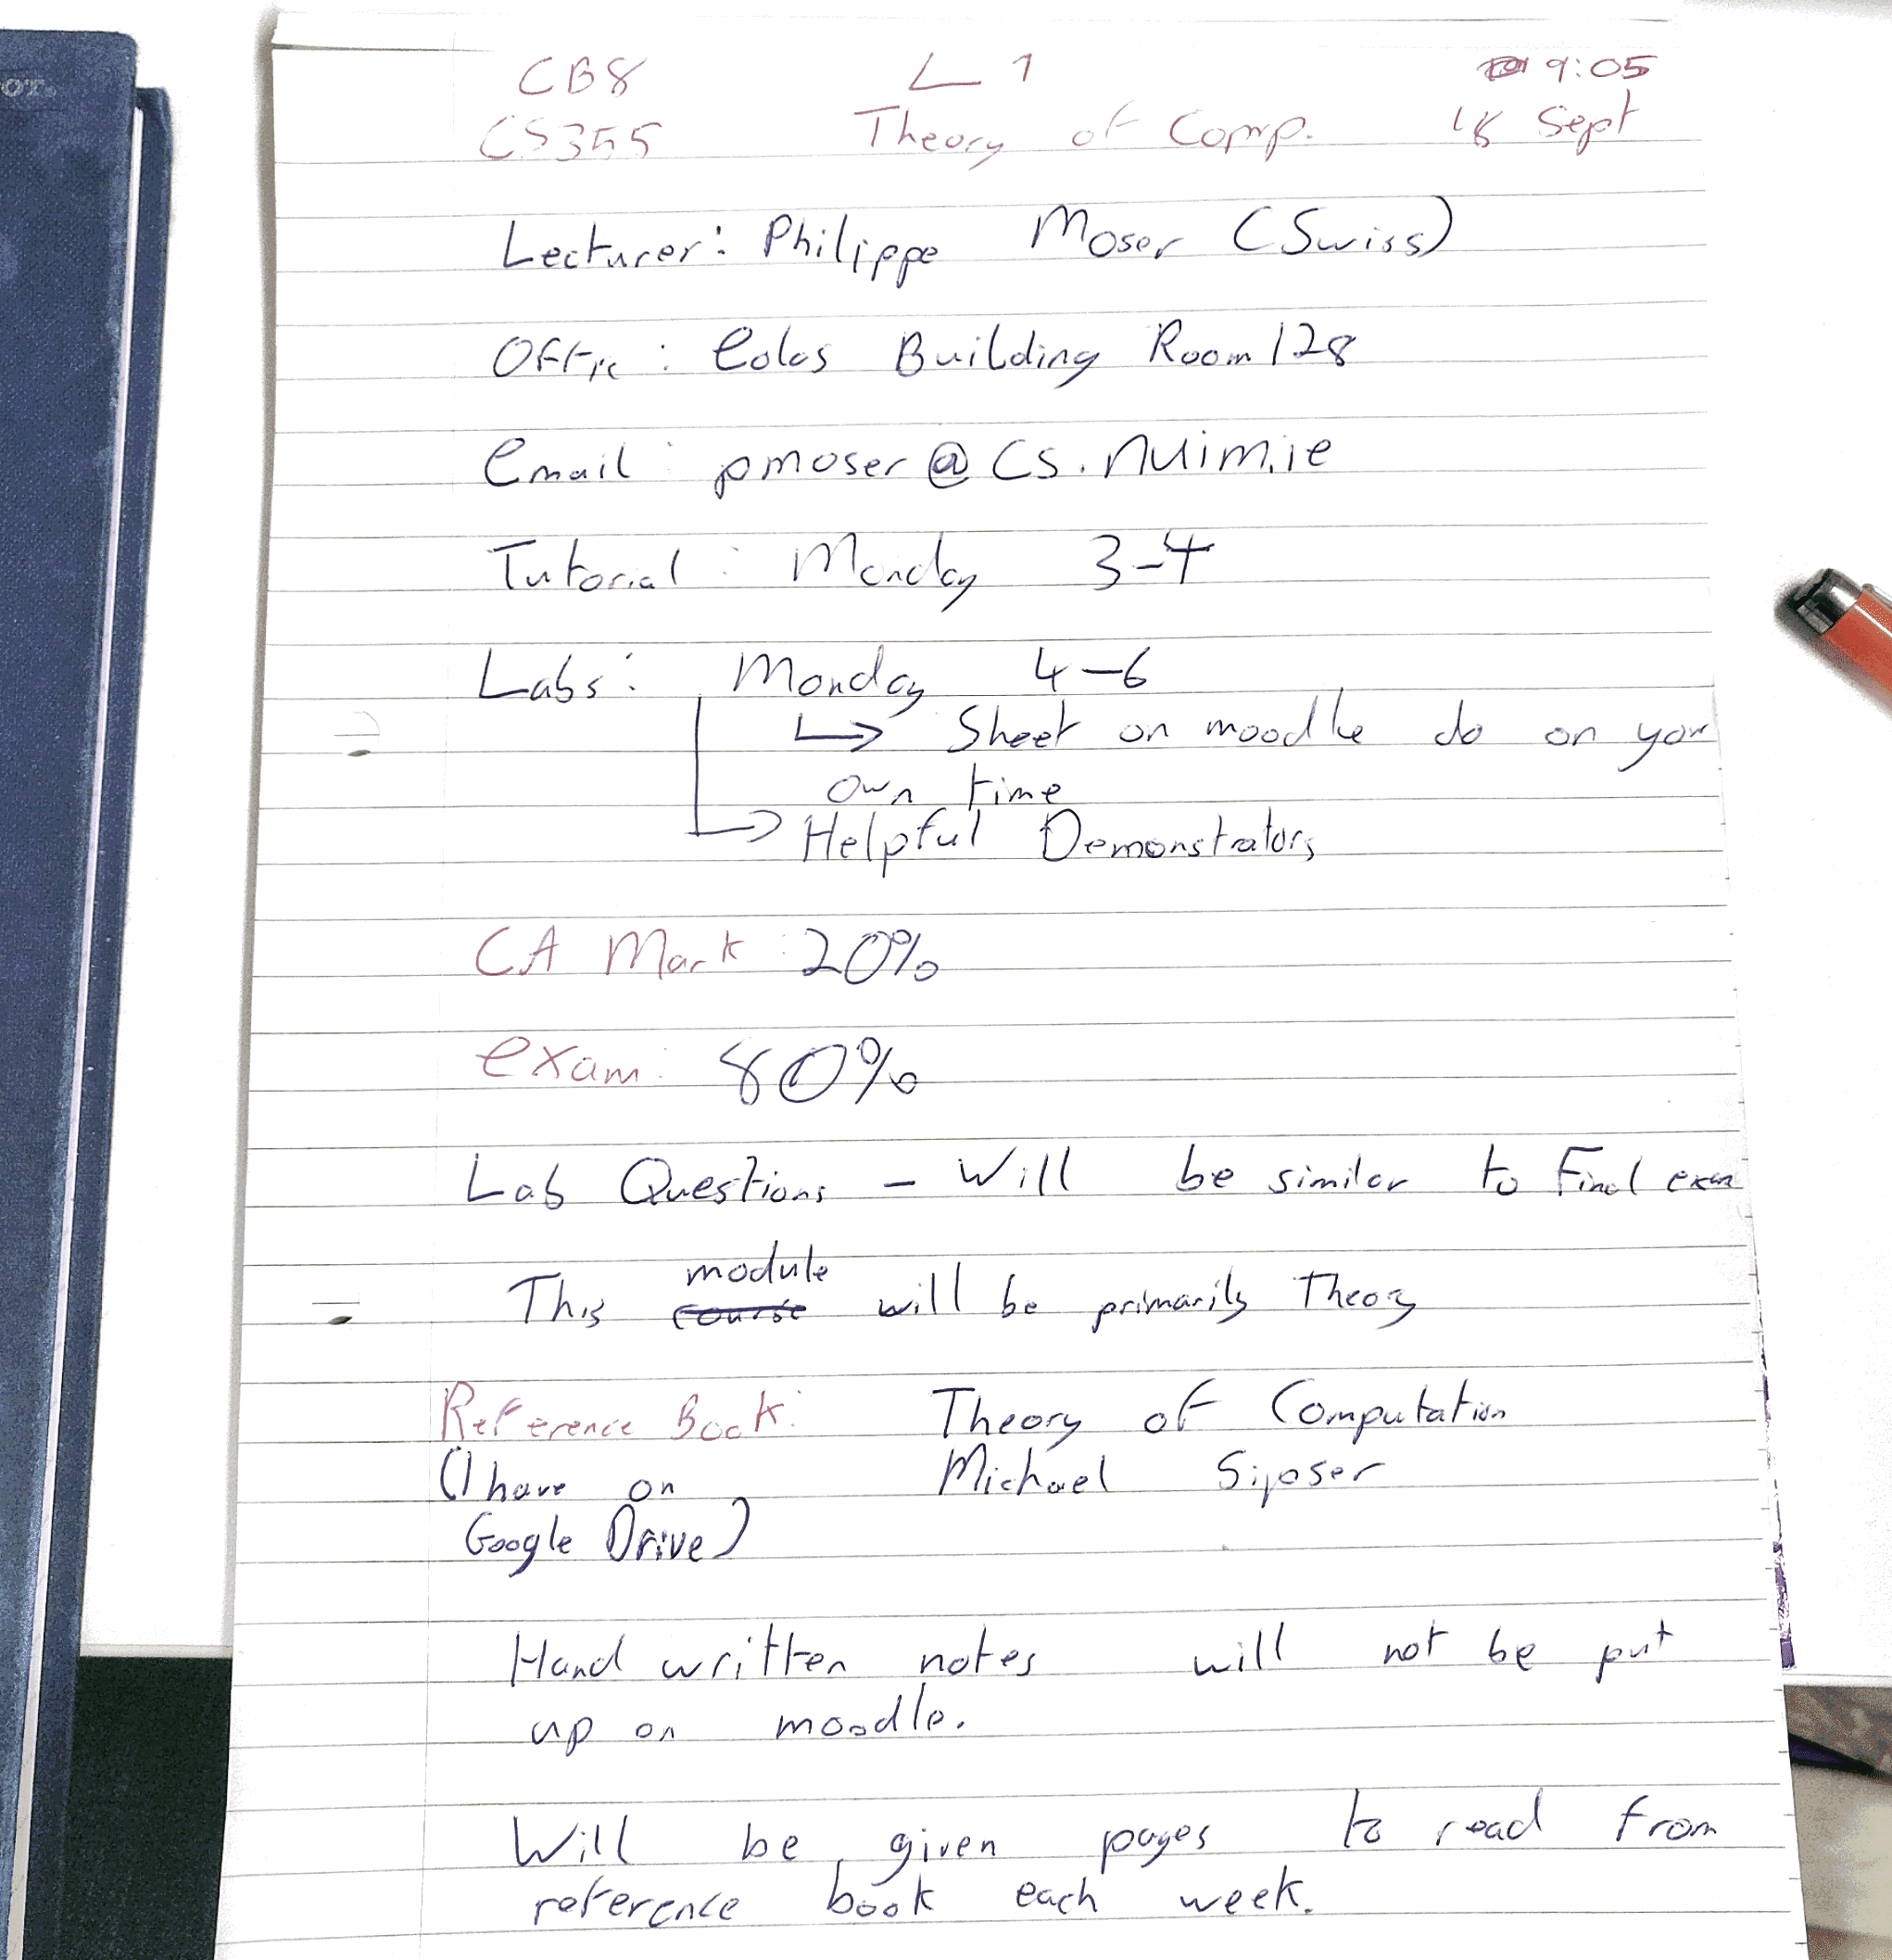 OT.
CB8 L1 9:05
CS355 Theory of Comp. 18 Sept
Lecturer: Philippe Moser (Swiss)
Offic : Eolas Building Room 128
Email : pmoser@cs.nuim.ie
Tutorial : Monday 3-4
Labs: Monday 4-6
↳ Sheet on moodle do on your
own time
↳ Helpful Demonstrators
CA Mark : 20%
Exam: 80%
Lab Questions - Will be similar to Final exam
module
This course will be primarily Theory
Reference Book: Theory of Computation
(I have on Michael Sipser
Google Drive)
Hand written notes will not be put
up on moodle.
Will be given pages to read from
reference book each week.